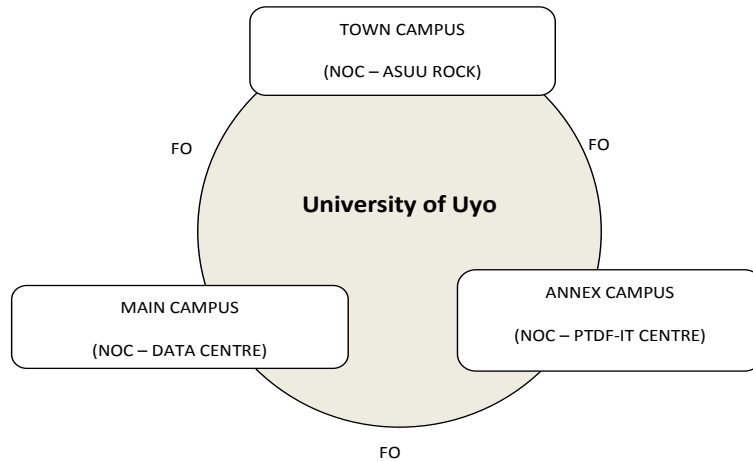 TOWN CAMPUS
(NOC – ASUU ROCK)
FO
FO
University of Uyo
MAIN CAMPUS
(NOC – DATA CENTRE)
ANNEX CAMPUS
(NOC – PTDF-IT CENTRE)
FO